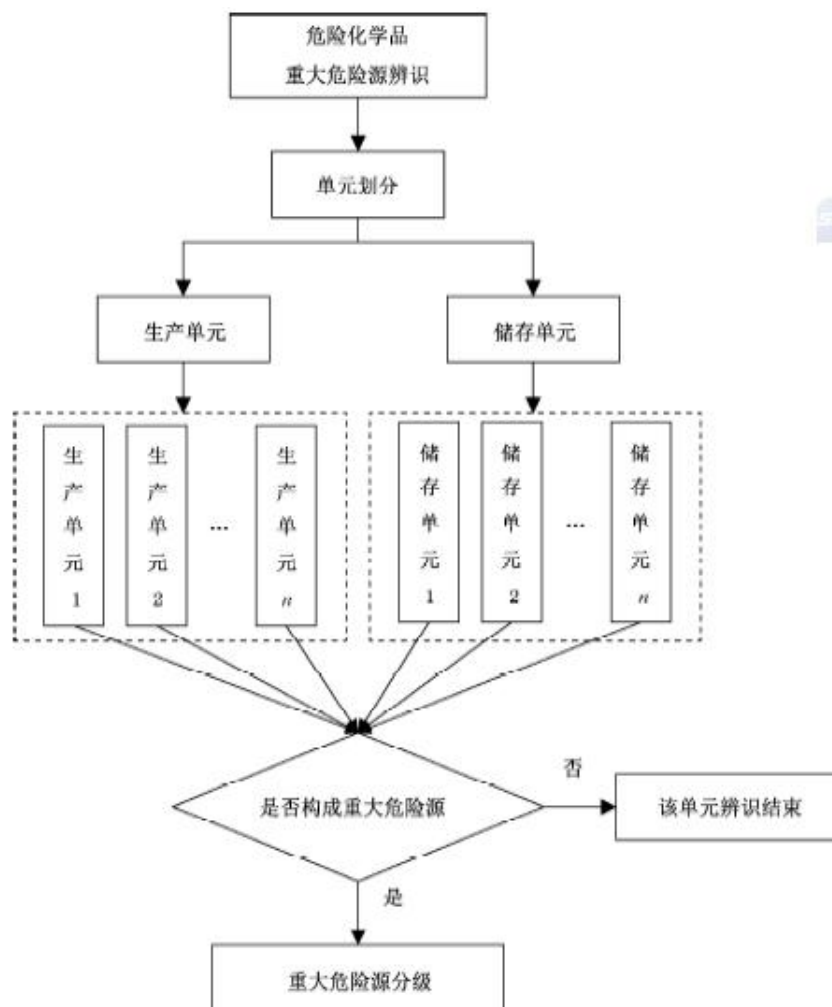 危险化学品
重大危险源辨识
单元划分
生产单元
储存单元
生产单元1
生产单元2
…
生产单元n
储存单元1
储存单元2
…
储存单元n
是否构成重大危险源
否
该单元辨识结束
是
重大危险源分级